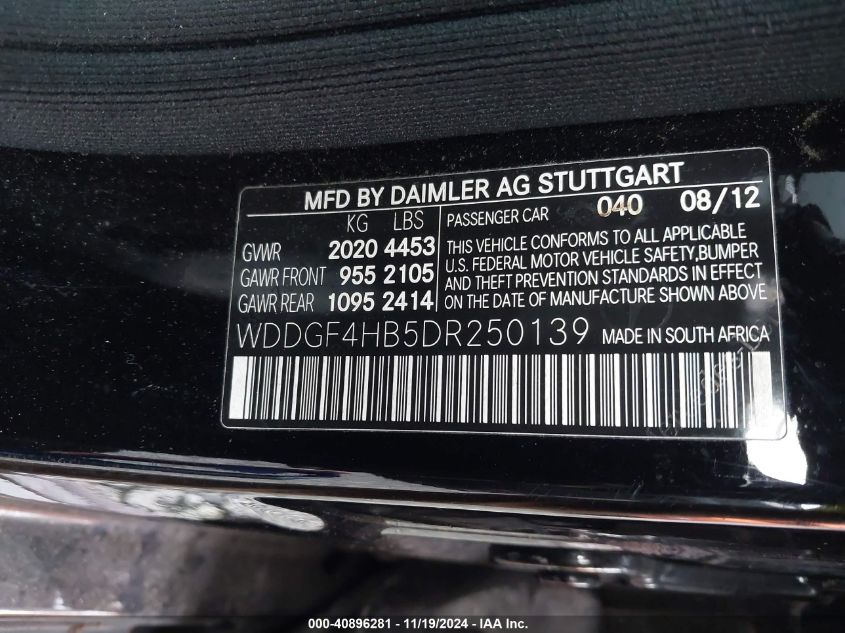 MFD BY DAIMLER AG STUTTGART
KG LBS
GVWR 2020 4453
GAWR FRONT 955 2105
GAWR REAR 1095 2414
PASSENGER CAR 040 08/12
THIS VEHICLE CONFORMS TO ALL APPLICABLE
U.S. FEDERAL MOTOR VEHICLE SAFETY,BUMPER
AND THEFT PREVENTION STANDARDS IN EFFECT
ON THE DATE OF MANUFACTURE SHOWN ABOVE
WDDGF4HB5DR250139 MADE IN SOUTH AFRICA
000-40896281 - 11/19/2024 - IAA Inc.